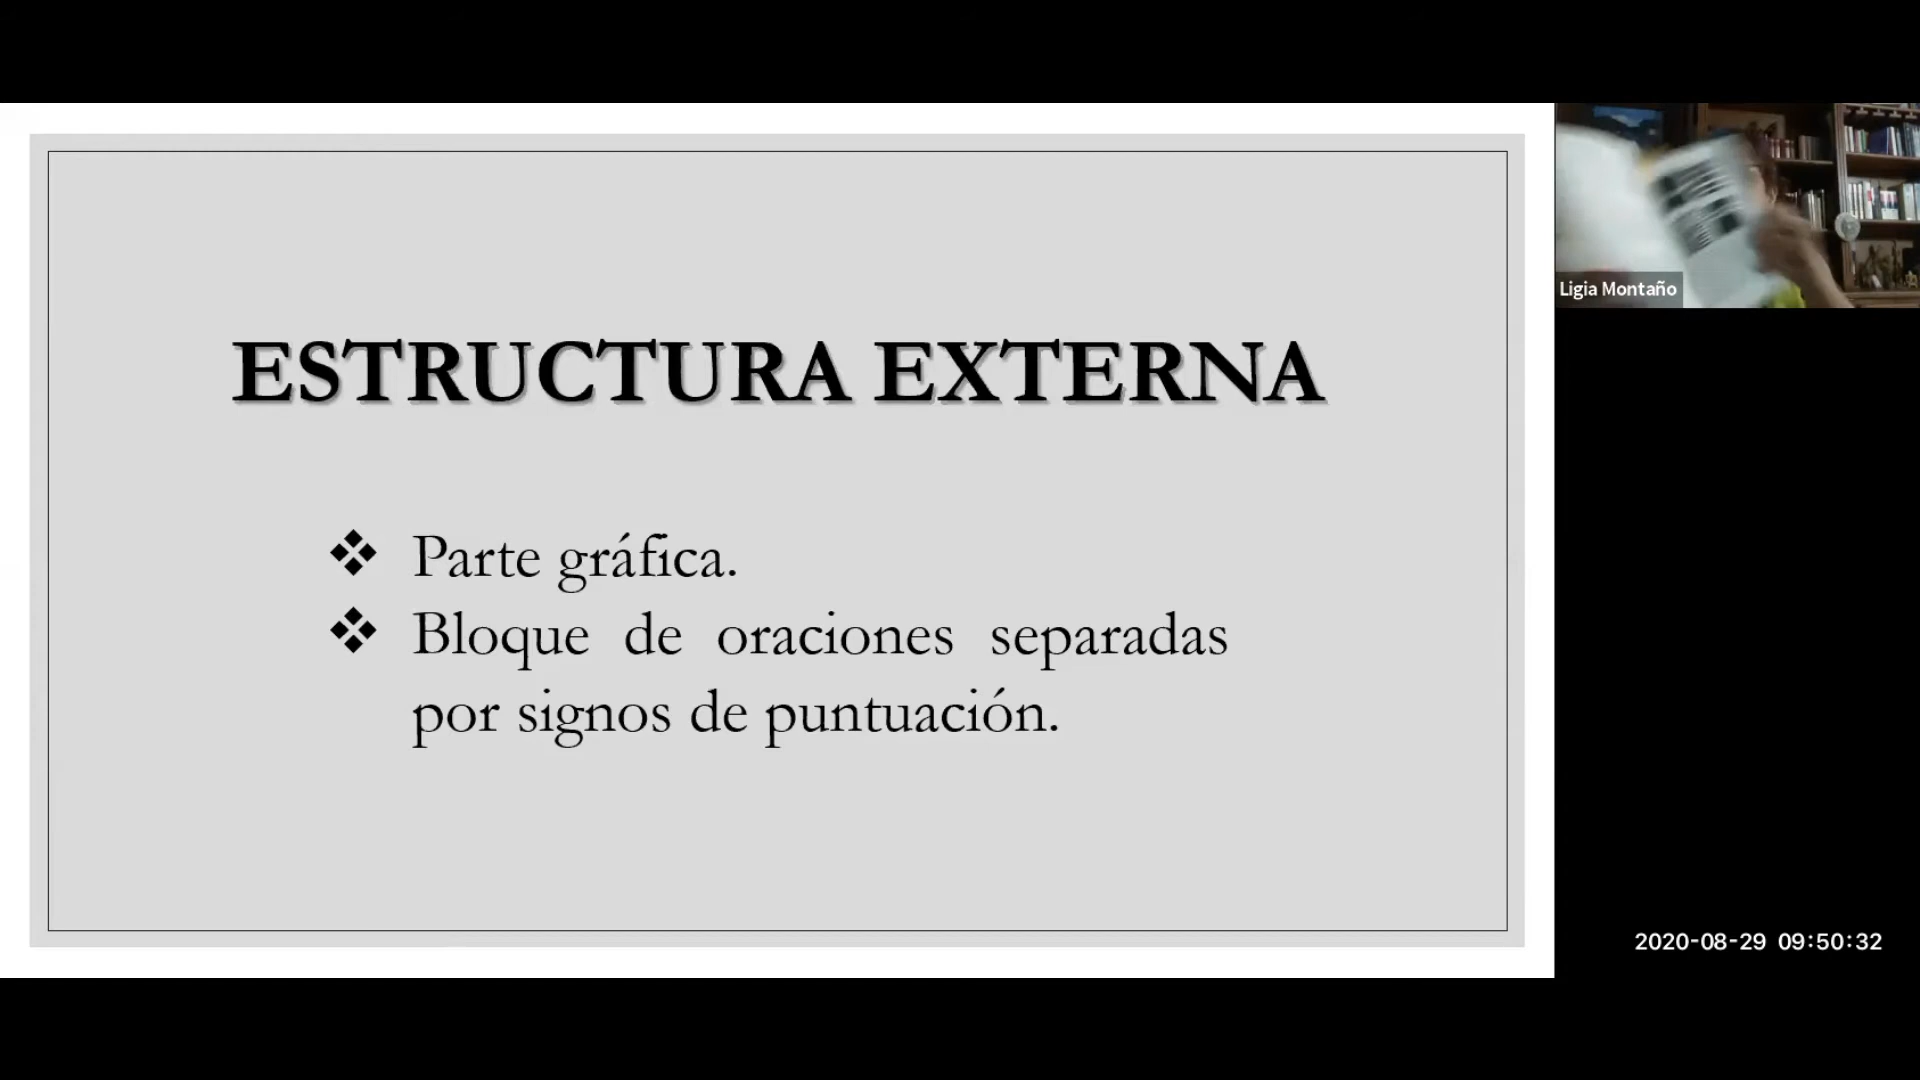 ESTRUCTURA EXTERNA
❖ Parte gráfica.
❖ Bloque de oraciones separadas
por signos de puntuación.
Ligia Montaño
2020-08-29 09:50:32